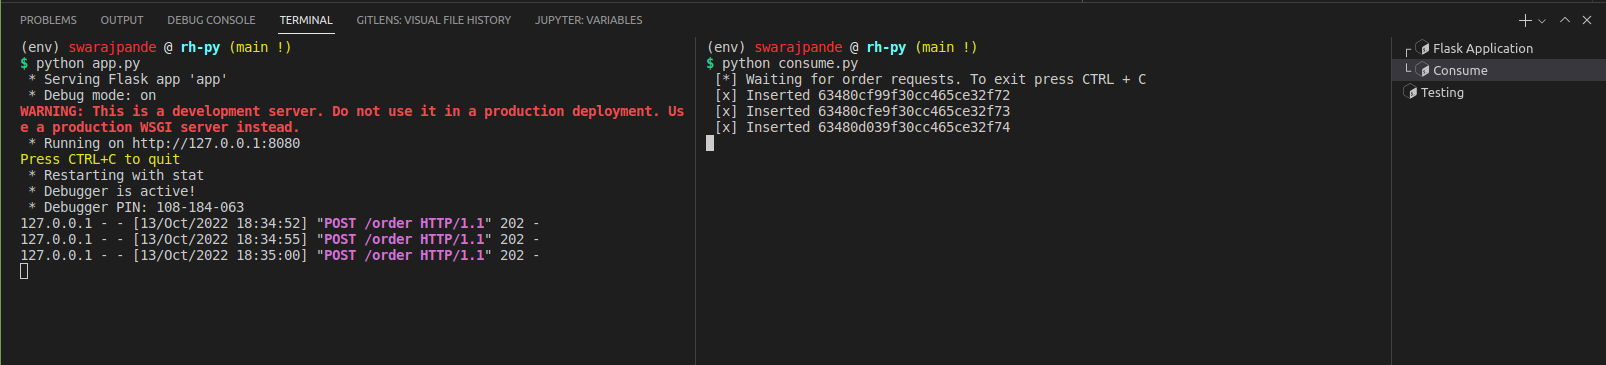 PROBLEMS OUTPUT DEBUG CONSOLE TERMINAL GITLENS: VISUAL FILE HISTORY JUPYTER: VARIABLES
(env) swarajpande @ rh-py (main !)
$ python app.py
 * Serving Flask app 'app'
 * Debug mode: on
WARNING: This is a development server. Do not use it in a production deployment. Us
e a production WSGI server instead.
 * Running on http://127.0.0.1:8080
Press CTRL+C to quit
 * Restarting with stat
 * Debugger is active!
 * Debugger PIN: 108-184-063
127.0.0.1 - - [13/Oct/2022 18:34:52] "POST /order HTTP/1.1" 202 -
127.0.0.1 - - [13/Oct/2022 18:34:55] "POST /order HTTP/1.1" 202 -
127.0.0.1 - - [13/Oct/2022 18:35:00] "POST /order HTTP/1.1" 202 -
(env) swarajpande @ rh-py (main !)
$ python consume.py
 [*] Waiting for order requests. To exit press CTRL + C
 [x] Inserted 63480cf99f30cc465ce32f72
 [x] Inserted 63480cfe9f30cc465ce32f73
 [x] Inserted 63480d039f30cc465ce32f74
Flask Application
Consume
Testing